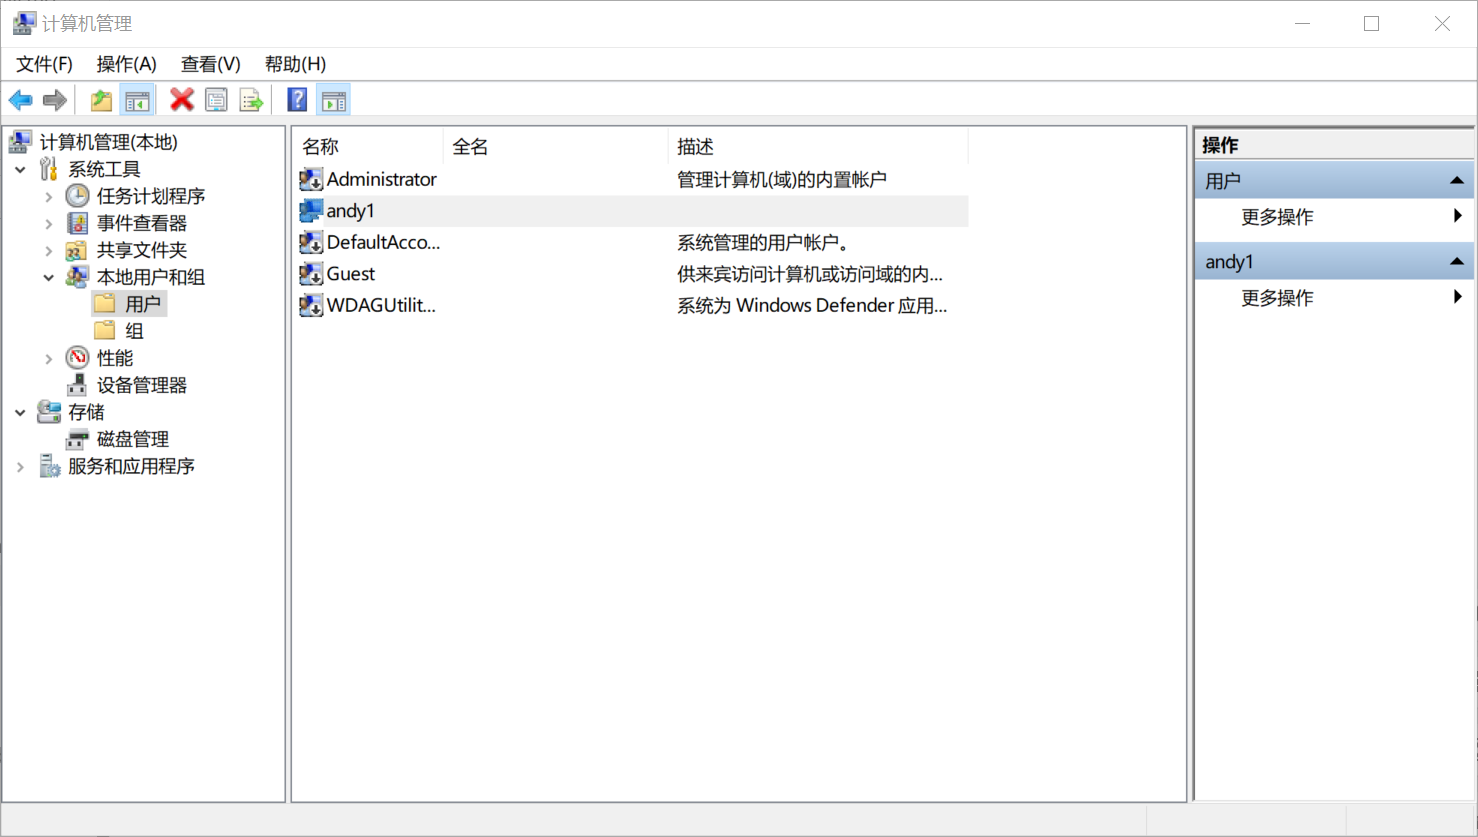 计算机管理
文件(F) 操作(A) 查看(V) 帮助(H)
计算机管理(本地)
系统工具
任务计划程序
事件查看器
共享文件夹
本地用户和组
用户
组
性能
设备管理器
存储
磁盘管理
服务和应用程序
名称 全名 描述
Administrator 管理计算机(域)的内置帐户
andy1
DefaultAcco... 系统管理的用户帐户。
Guest 供来宾访问计算机或访问域的内...
WDAGUtilit... 系统为 Windows Defender 应用...
操作
用户
更多操作
andy1
更多操作